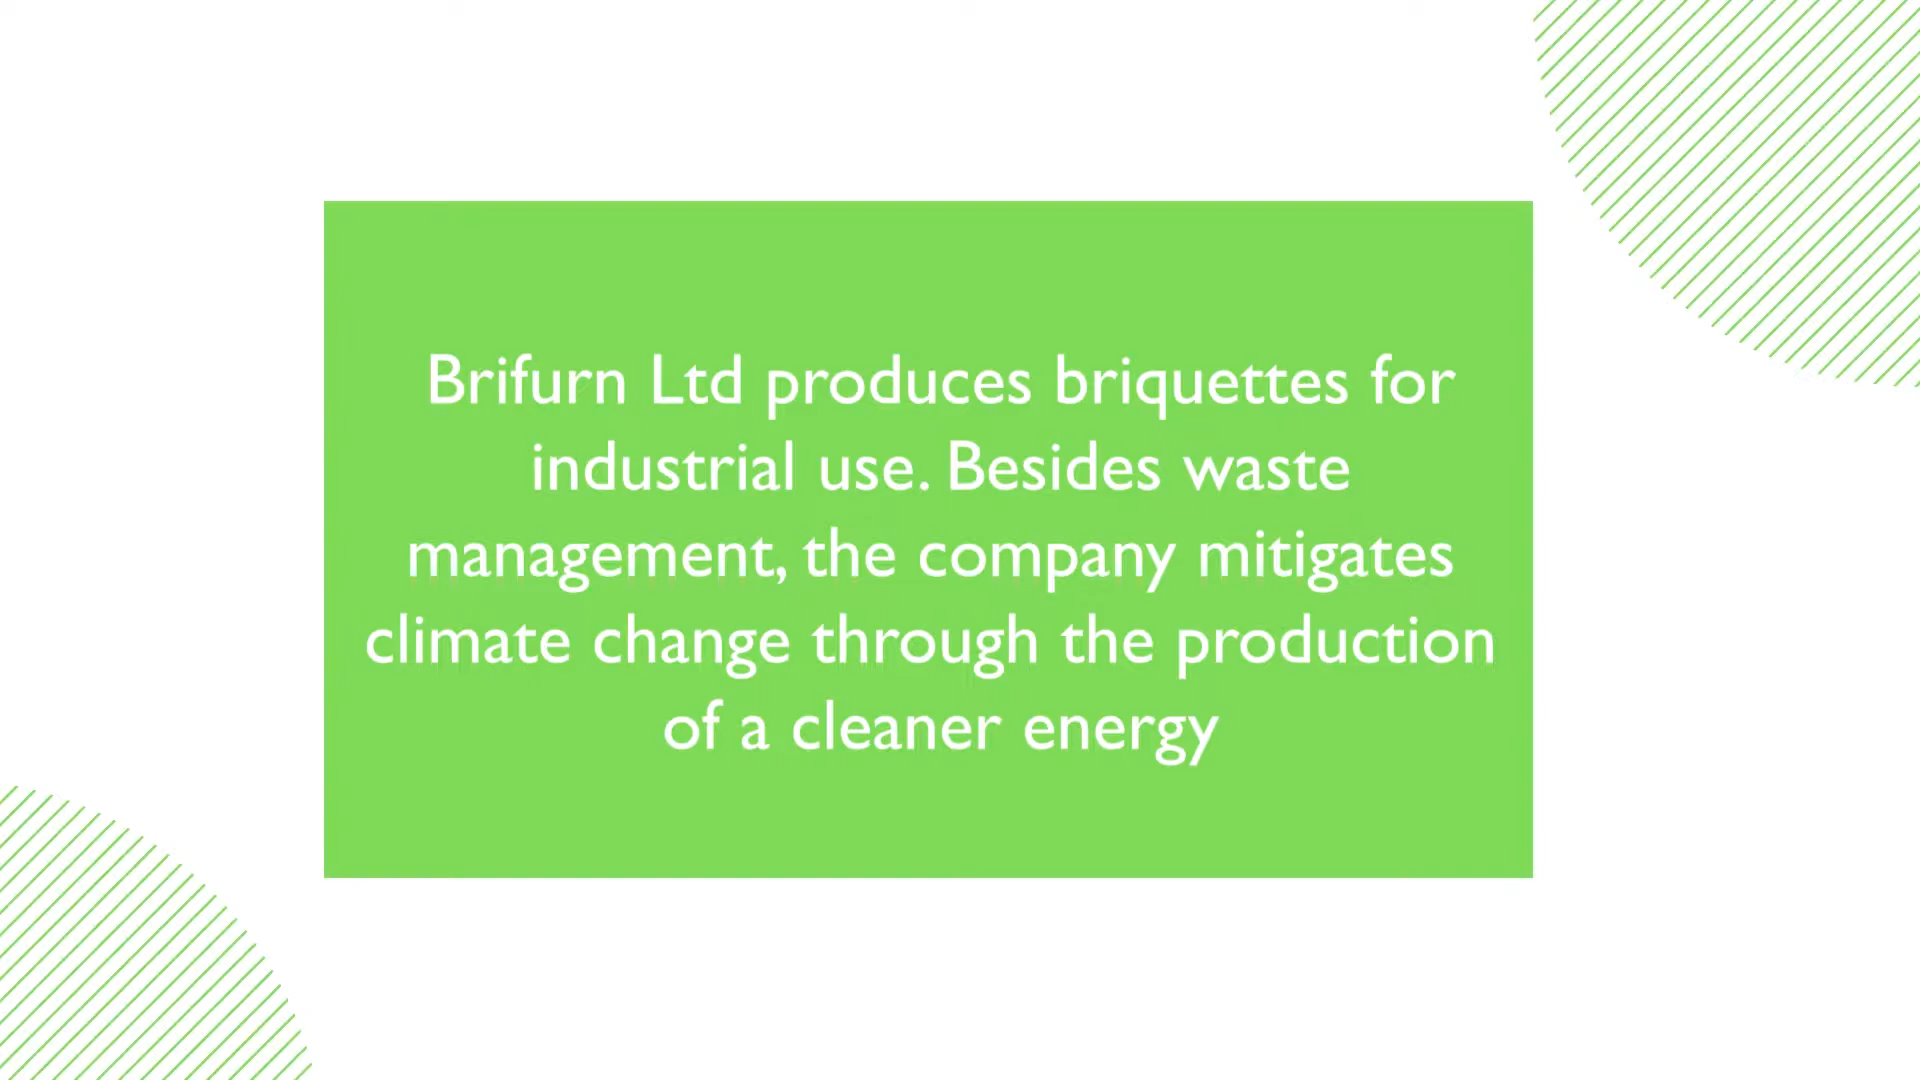 Brifurn Ltd produces briquettes for
industrial use. Besides waste
management, the company mitigates
climate change through the production
of a cleaner energy